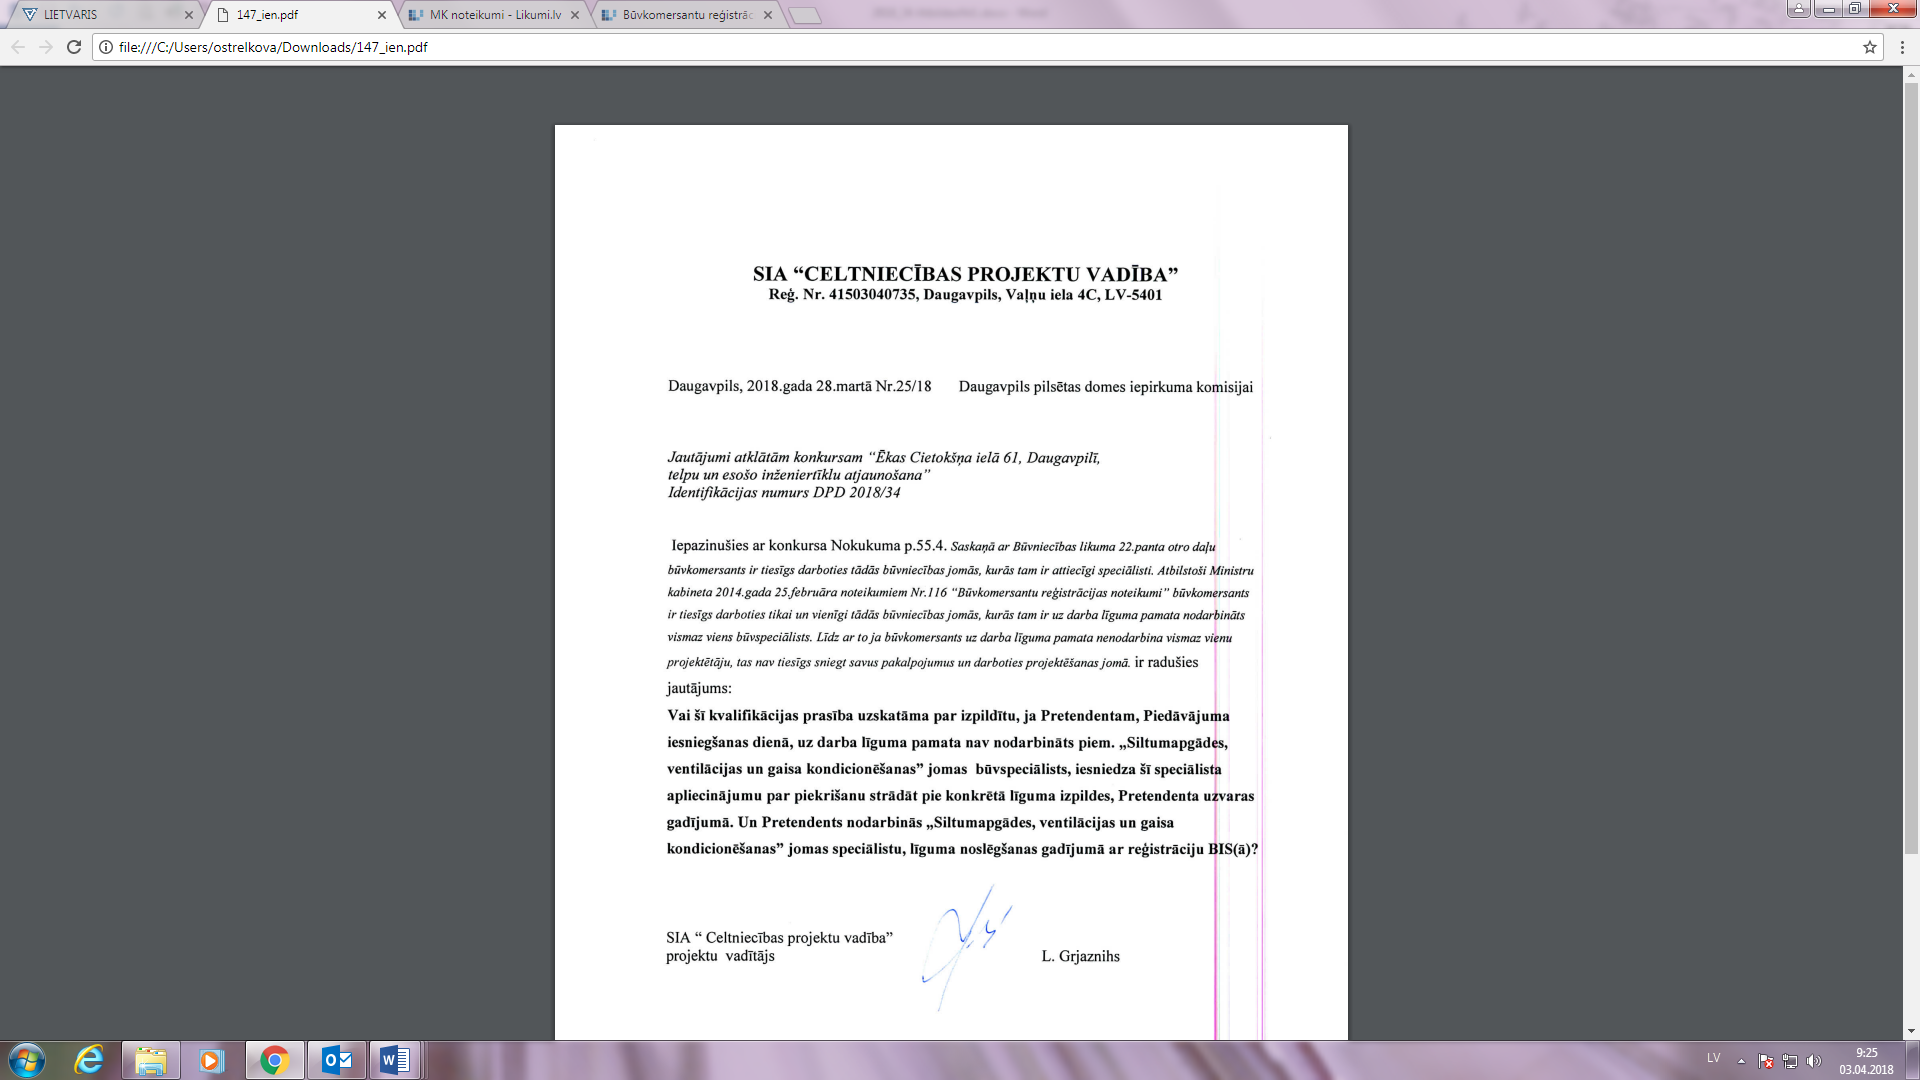 LIETVARIS
147_ien.pdf
MK noteikumi - Likumi.lv
Būvkomersantu reģistrāc
file:///C:/Users/ostrelkova/Downloads/147_ien.pdf
SIA “CELTNIECĪBAS PROJEKTU VADĪBA”
Reģ. Nr. 41503040735, Daugavpils, Vaļņu iela 4C, LV-5401
Daugavpils, 2018.gada 28.martā Nr.25/18 Daugavpils pilsētas domes iepirkuma komisijai
Jautājumi atklātām konkursam “Ēkas Cietokšņa ielā 61, Daugavpilī,
telpu un esošo inženiertīklu atjaunošana”
Identifikācijas numurs DPD 2018/34
Iepazinušies ar konkursa Nokukuma p.55.4. Saskaņā ar Būvniecības likuma 22.panta otro daļu
būvkomersants ir tiesīgs darboties tādās būvniecības jomās, kurās tam ir attiecīgi speciālisti. Atbilstoši Ministru
kabineta 2014.gada 25.februāra noteikumiem Nr.116 “Būvkomersantu reģistrācijas noteikumi” būvkomersants
ir tiesīgs darboties tikai un vienīgi tādās būvniecības jomās, kurās tam ir uz darba līguma pamata nodarbināts
vismaz viens būvspeciālists. Līdz ar to ja būvkomersants uz darba līguma pamata nenodarbina vismaz vienu
projektētāju, tas nav tiesīgs sniegt savus pakalpojumus un darboties projektēšanas jomā. ir radušies
jautājums:
Vai šī kvalifikācijas prasība uzskatāma par izpildītu, ja Pretendentam, Piedāvājuma
iesniegšanas dienā, uz darba līguma pamata nav nodarbināts piem. „Siltumapgādes,
ventilācijas un gaisa kondicionēšanas” jomas būvspeciālists, iesniedza šī speciālista
apliecinājumu par piekrišanu strādāt pie konkrētā līguma izpildes, Pretendenta uzvaras
gadījumā. Un Pretendents nodarbinās „Siltumapgādes, ventilācijas un gaisa
kondicionēšanas” jomas speciālistu, līguma noslēgšanas gadījumā ar reģistrāciju BIS(ā)?
SIA “ Celtniecības projektu vadība”
projektu vadītājs L. Grjaznihs
LV
9:25
03.04.2018